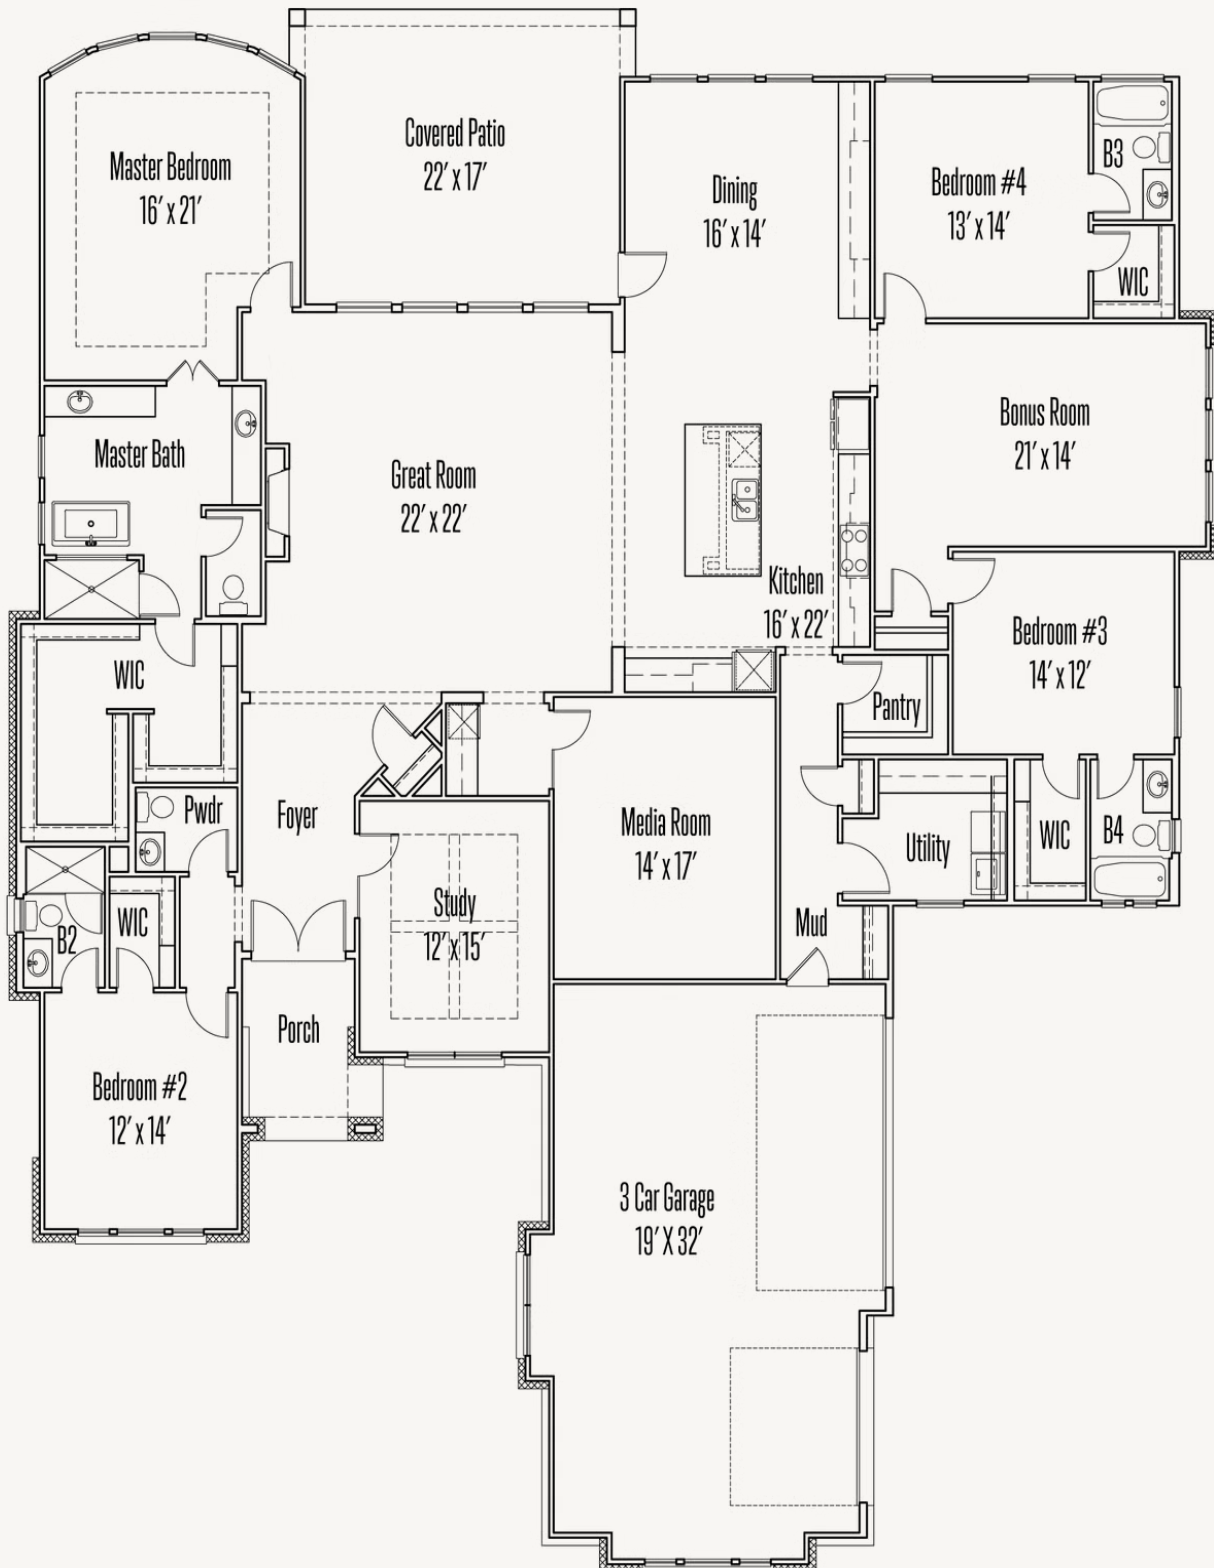 Covered Patio
22' x 17'
Master Bedroom
16' x 21'
Dining
16' x 14'
Bedroom #4
13' x 14'
B3
WIC
Bonus Room
21' x 14'
Master Bath
Great Room
22' x 22'
Kitchen
16' x 22'
Bedroom #3
14' x 12'
WIC
Pantry
Pwdr
Foyer
Media Room
14' x 17'
Utility
WIC
B4
Study
12' x 15'
WIC
B2
Mud
Porch
Bedroom #2
12' x 14'
3 Car Garage
19' X 32'